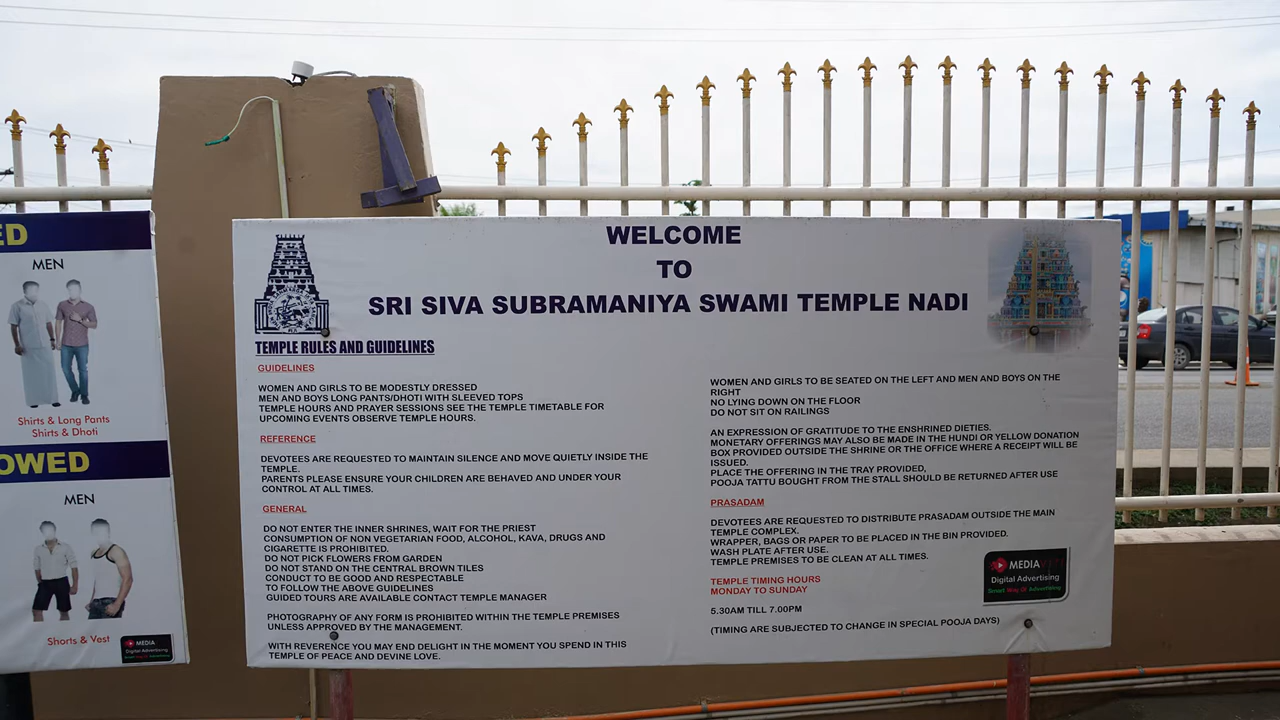 ED
MEN
Shirts & Long Pants
Shirts & Dhoti
OWED
MEN
Shorts & Vest
MEDIA
Digital Advertising
WELCOME
TO
SRI SIVA SUBRAMANIYA SWAMI TEMPLE NADI
TEMPLE RULES AND GUIDELINES
GUIDELINES
WOMEN AND GIRLS TO BE MODESTLY DRESSED
MEN AND BOYS LONG PANTS/DHOTI WITH SLEEVED TOPS
TEMPLE HOURS AND PRAYER SESSIONS SEE THE TEMPLE TIMETABLE FOR
UPCOMING EVENTS OBSERVE TEMPLE HOURS.
REFERENCE
DEVOTEES ARE REQUESTED TO MAINTAIN SILENCE AND MOVE QUIETLY INSIDE THE
TEMPLE.
PARENTS PLEASE ENSURE YOUR CHILDREN ARE BEHAVED AND UNDER YOUR
CONTROL AT ALL TIMES.
GENERAL
DO NOT ENTER THE INNER SHRINES, WAIT FOR THE PRIEST
CONSUMPTION OF NON VEGETARIAN FOOD, ALCOHOL, KAVA, DRUGS AND
CIGARETTE IS PROHIBITED.
DO NOT PICK FLOWERS FROM GARDEN
DO NOT STAND ON THE CENTRAL BROWN TILES
CONDUCT TO BE GOOD AND RESPECTABLE
TO FOLLOW THE ABOVE GUIDELINES
GUIDED TOURS ARE AVAILABLE CONTACT TEMPLE MANAGER
PHOTOGRAPHY OF ANY FORM IS PROHIBITED WITHIN THE TEMPLE PREMISES
UNLESS APPROVED BY THE MANAGEMENT.
WITH REVERENCE YOU MAY END DELIGHT IN THE MOMENT YOU SPEND IN THIS
TEMPLE OF PEACE AND DEVINE LOVE.
WOMEN AND GIRLS TO BE SEATED ON THE LEFT AND MEN AND BOYS ON THE
RIGHT
NO LYING DOWN ON THE FLOOR
DO NOT SIT ON RAILINGS
AN EXPRESSION OF GRATITUDE TO THE ENSHRINED DIETIES.
MONETARY OFFERINGS MAY ALSO BE MADE IN THE HUNDI OR YELLOW DONATION
BOX PROVIDED OUTSIDE THE SHRINE OR THE OFFICE WHERE A RECEIPT WILL BE
ISSUED.
PLACE THE OFFERING IN THE TRAY PROVIDED,
POOJA TATTU BOUGHT FROM THE STALL SHOULD BE RETURNED AFTER USE
PRASADAM
DEVOTEES ARE REQUESTED TO DISTRIBUTE PRASADAM OUTSIDE THE MAIN
TEMPLE COMPLEX.
WRAPPER, BAGS OR PAPER TO BE PLACED IN THE BIN PROVIDED.
WASH PLATE AFTER USE.
TEMPLE PREMISES TO BE CLEAN AT ALL TIMES.
TEMPLE TIMING HOURS
MONDAY TO SUNDAY
5.30AM TILL 7.00PM
(TIMING ARE SUBJECTED TO CHANGE IN SPECIAL POOJA DAYS)
MEDIA
Digital Advertising
Smart Way Of Advertising